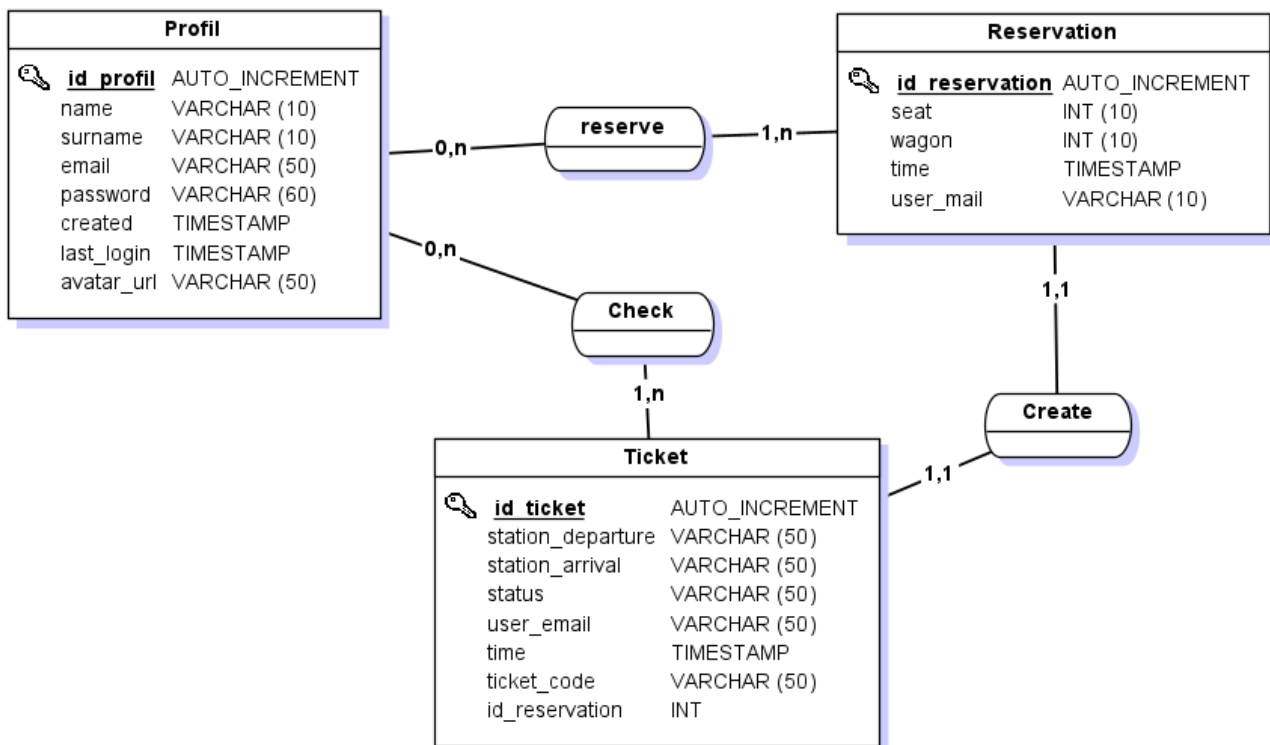 Profil
id_profil AUTO_INCREMENT
name VARCHAR (10)
surname VARCHAR (10)
email VARCHAR (50)
password VARCHAR (60)
created TIMESTAMP
last_login TIMESTAMP
avatar_url VARCHAR (50)
0,n
reserve
1,n
Reservation
id_reservation AUTO_INCREMENT
seat INT (10)
wagon INT (10)
time TIMESTAMP
user_mail VARCHAR (10)
0,n
Check
1,n
1,1
Create
1,1
Ticket
id_ticket AUTO_INCREMENT
station_departure VARCHAR (50)
station_arrival VARCHAR (50)
status VARCHAR (50)
user_email VARCHAR (50)
time TIMESTAMP
ticket_code VARCHAR (50)
id_reservation INT